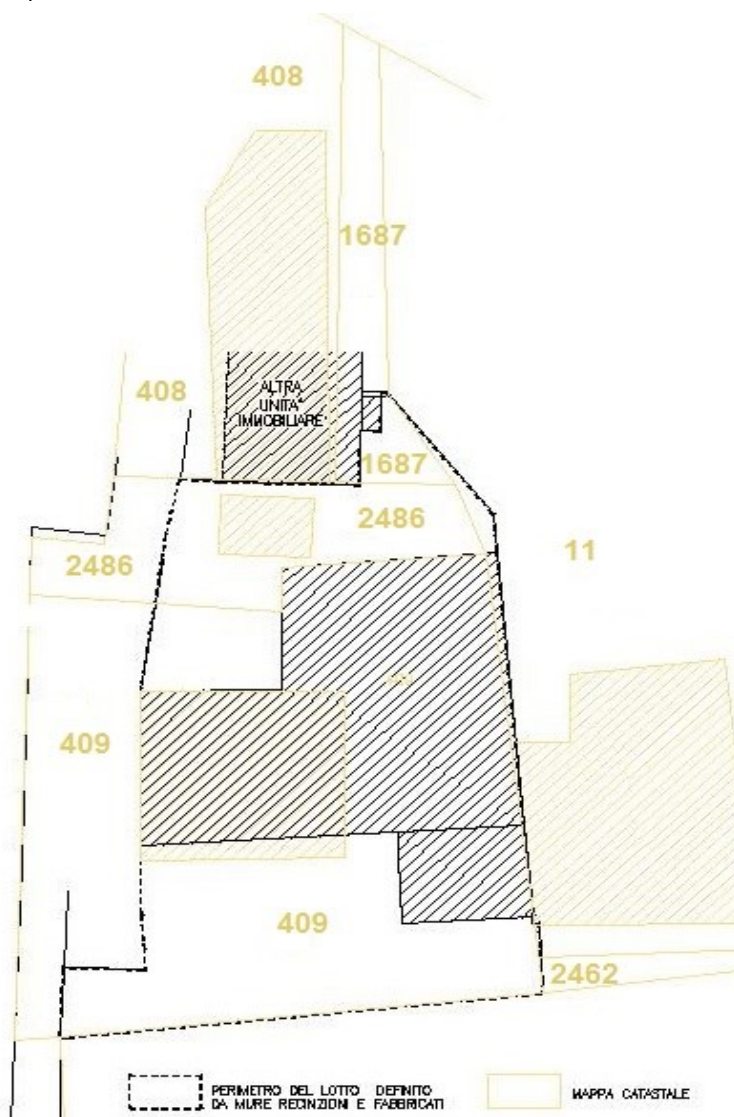 408
1687
408
ALTRA
UNITA'
IMMOBILIARE
1687
2486
2486
11
409
409
2462
PERIMETRO DEL LOTTO DEFINITO
DA MURE RECINZIONI E FABBRICATI
MAPPA CATASTALE